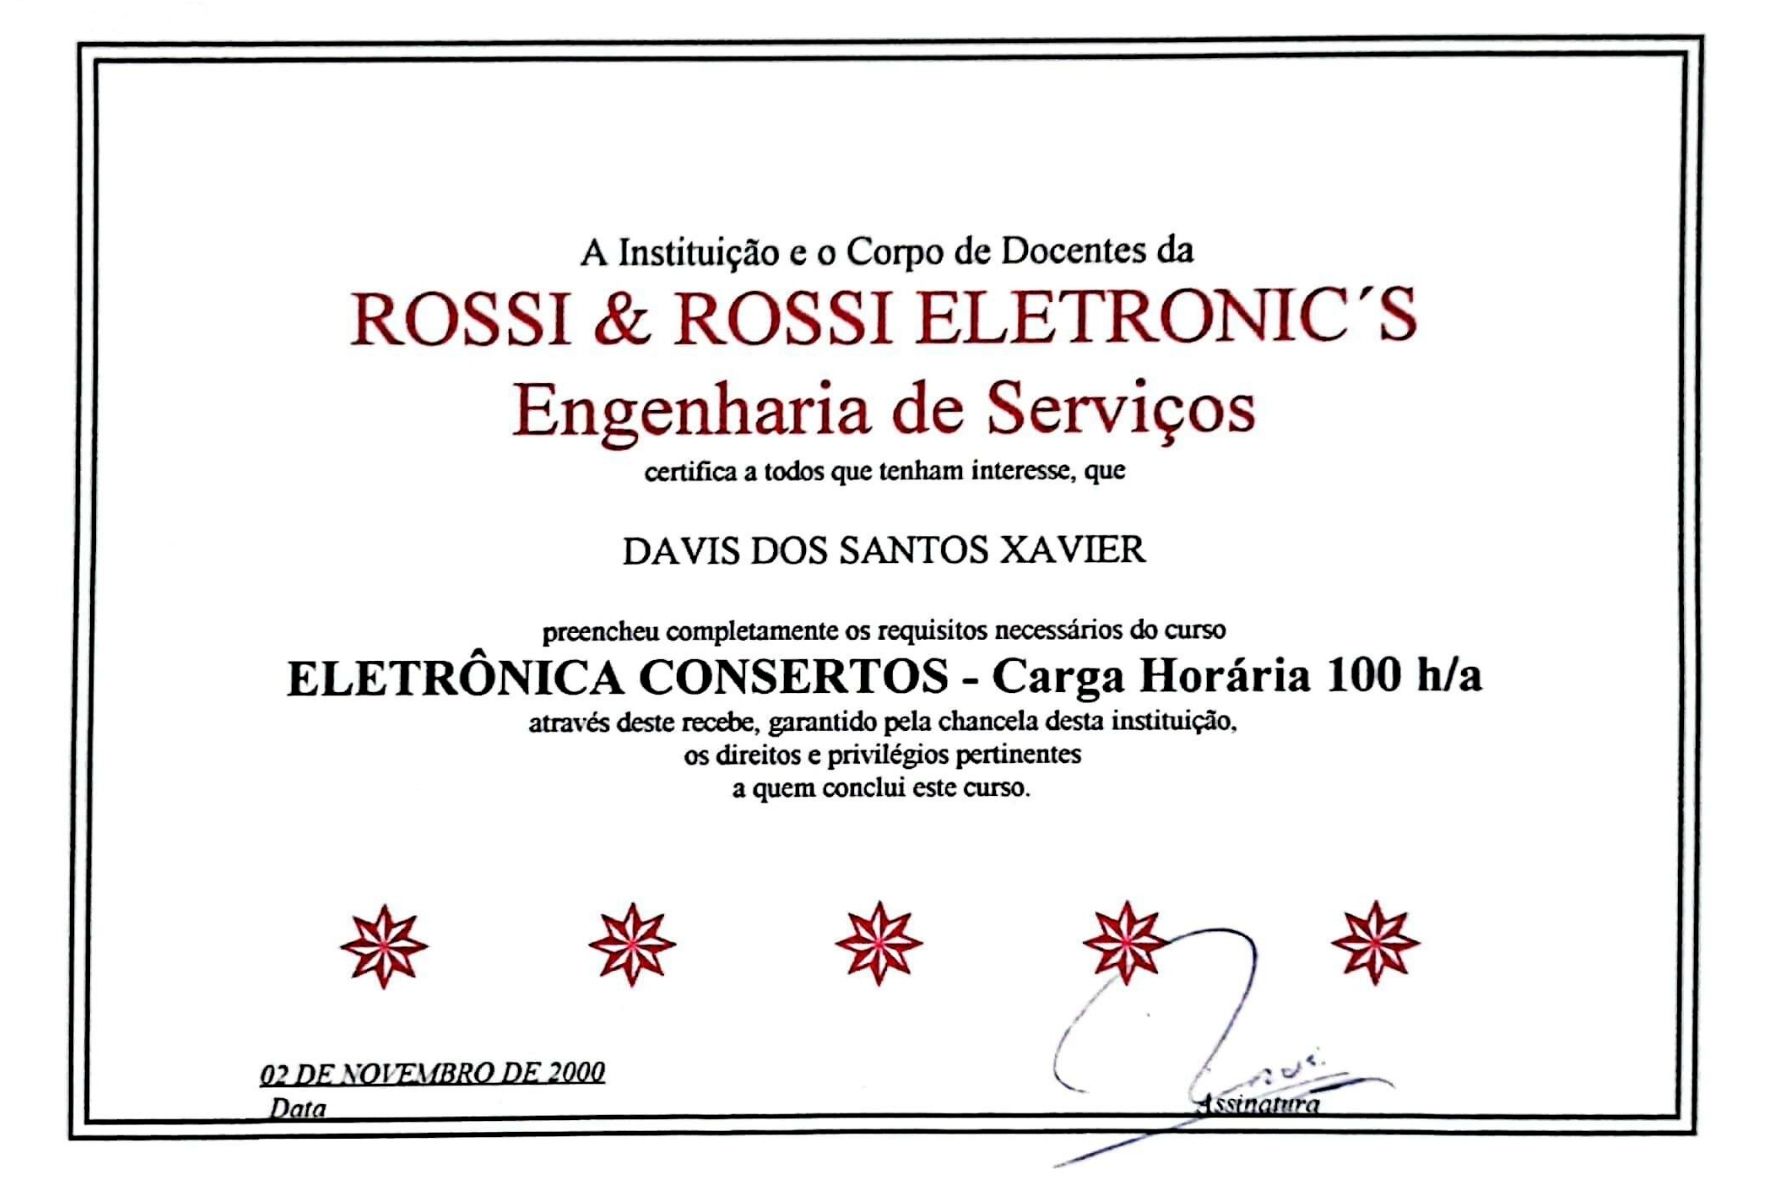 A Instituição e o Corpo de Docentes da
ROSSI & ROSSI ELETRONIC´S
Engenharia de Serviços
certifica a todos que tenham interesse, que
DAVIS DOS SANTOS XAVIER
preencheu completamente os requisitos necessários do curso
ELETRÔNICA CONSERTOS - Carga Horária 100 h/a
através deste recebe, garantido pela chancela desta instituição,
os direitos e privilégios pertinentes
a quem conclui este curso.
02 DE NOVEMBRO DE 2000
Data
Assinatura